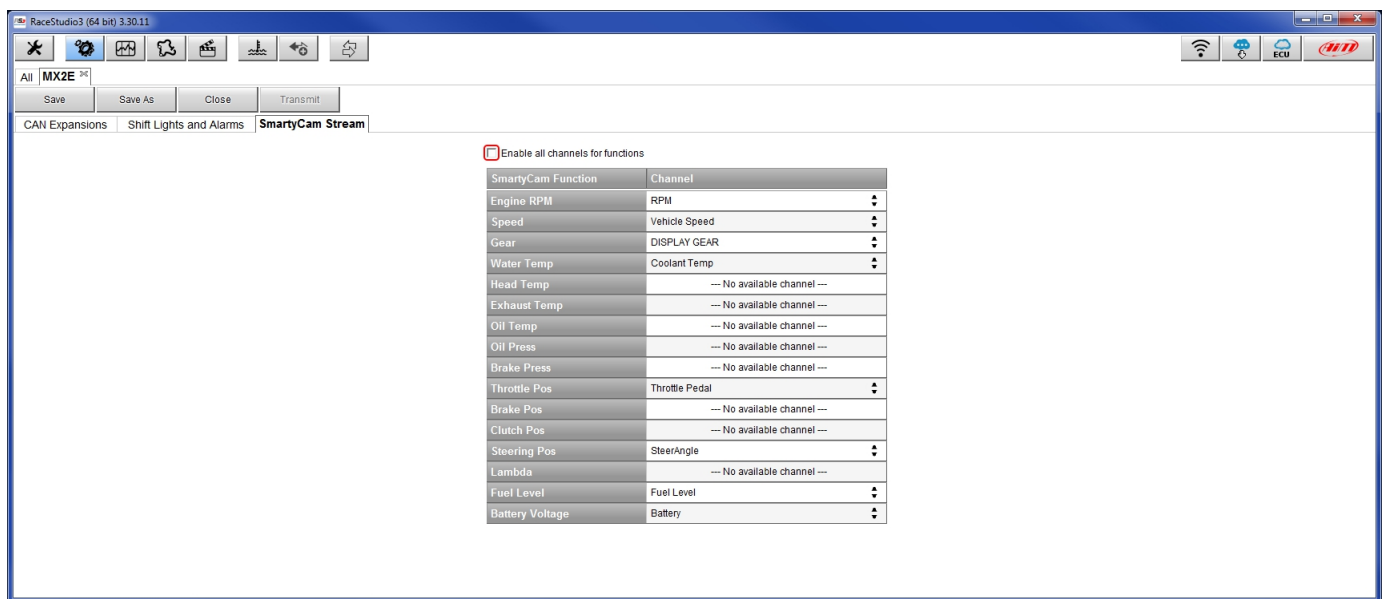 RaceStudio3 (64 bit) 3.30.11
ECU AiM
All MX2E
Save Save As Close Transmit
CAN Expansions Shift Lights and Alarms SmartyCam Stream
Enable all channels for functions
SmartyCam Function Channel
Engine RPM RPM
Speed Vehicle Speed
Gear DISPLAY GEAR
Water Temp Coolant Temp
Head Temp --- No available channel ---
Exhaust Temp --- No available channel ---
Oil Temp --- No available channel ---
Oil Press --- No available channel ---
Brake Press --- No available channel ---
Throttle Pos Throttle Pedal
Brake Pos --- No available channel ---
Clutch Pos --- No available channel ---
Steering Pos SteerAngle
Lambda --- No available channel ---
Fuel Level Fuel Level
Battery Voltage Battery